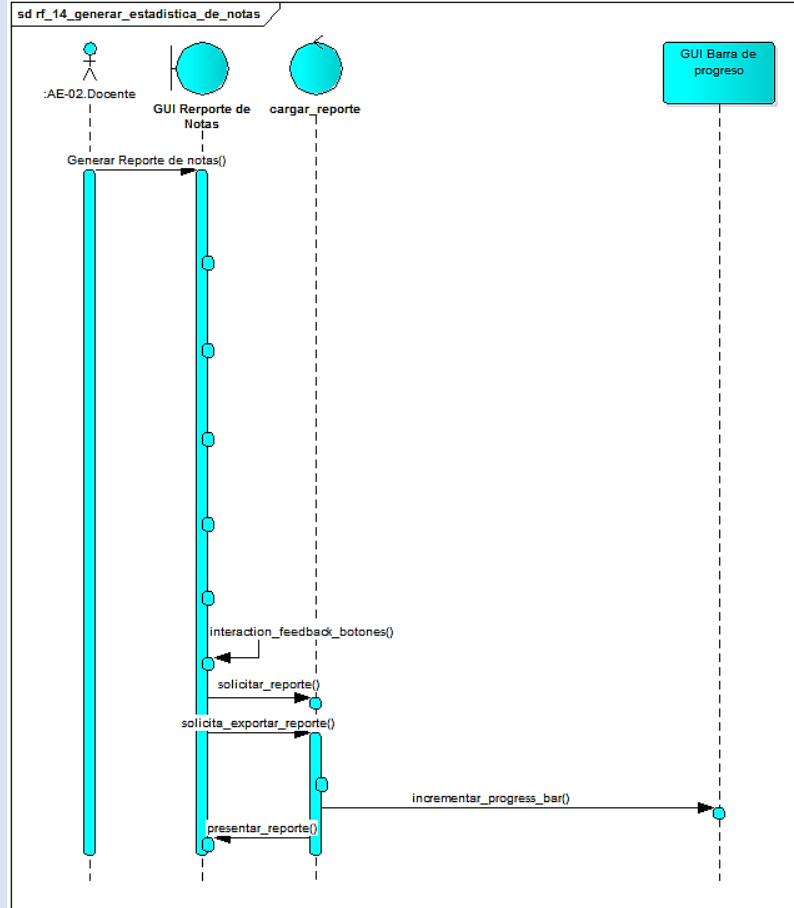 sd rf_14_generar_estadistica_de_notas
:AE-02.Docente
GUI Rerporte de
Notas
cargar_reporte
GUI Barra de
progreso
Generar Reporte de notas()
interaction_feedback_botones()
solicitar_reporte()
solicita_exportar_reporte()
incrementar_progress_bar()
presentar_reporte()